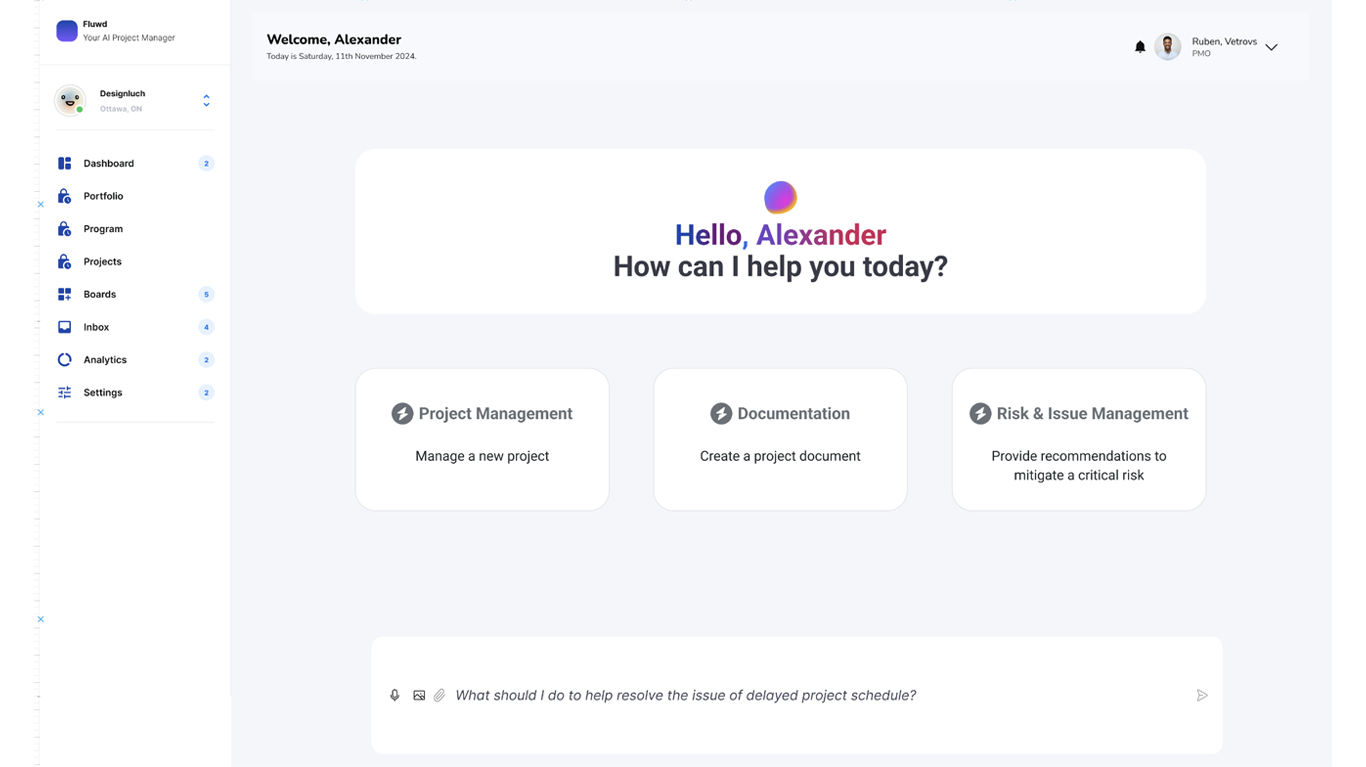 Fluwd
Your AI Project Manager
Designluch
Ottawa, ON
Dashboard 2
Portfolio
Program
Projects
Boards 5
Inbox 4
Analytics 2
Settings 2
Welcome, Alexander
Today is Saturday, 11th November 2024.
Ruben, Vetrovs
PMO
Hello, Alexander
How can I help you today?
Project Management
Manage a new project
Documentation
Create a project document
Risk & Issue Management
Provide recommendations to
mitigate a critical risk
What should I do to help resolve the issue of delayed project schedule?